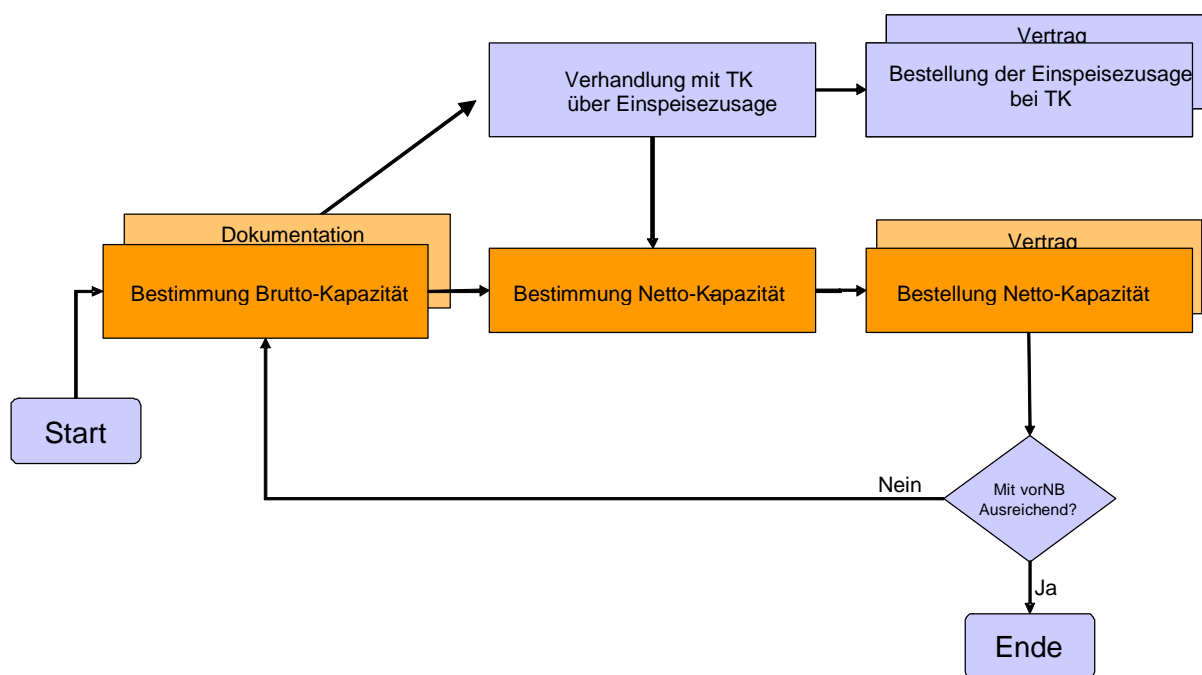 Vertrag
Verhandlung mit TK
über Einspeisezusage
Bestellung der Einspeisezusage
bei TK
Dokumentation
Bestimmung Brutto-Kapazität
Bestimmung Netto-Kapazität
Vertrag
Bestellung Netto-Kapazität
Start
Nein
Mit vorNB
Ausreichend?
Ja
Ende